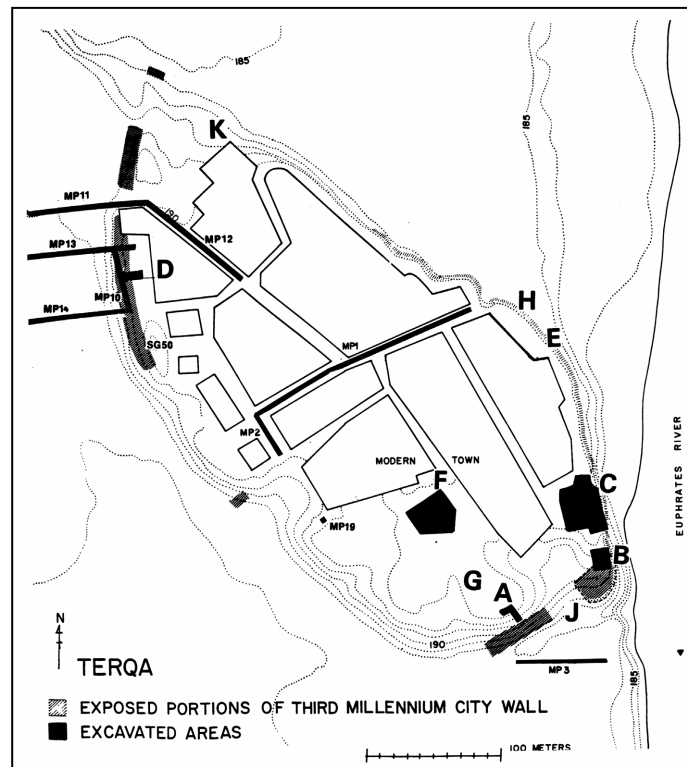 185
185
K
MP11
190
MP12
MP13
D
MP10
MP14
SG50
H
E
MP1
MP2
MODERN TOWN
F
C
MP19
EUPHRATES RIVER
B
G
A
J
N
190
MP3
185
TERQA
EXPOSED PORTIONS OF THIRD MILLENNIUM CITY WALL
EXCAVATED AREAS
100 METERS